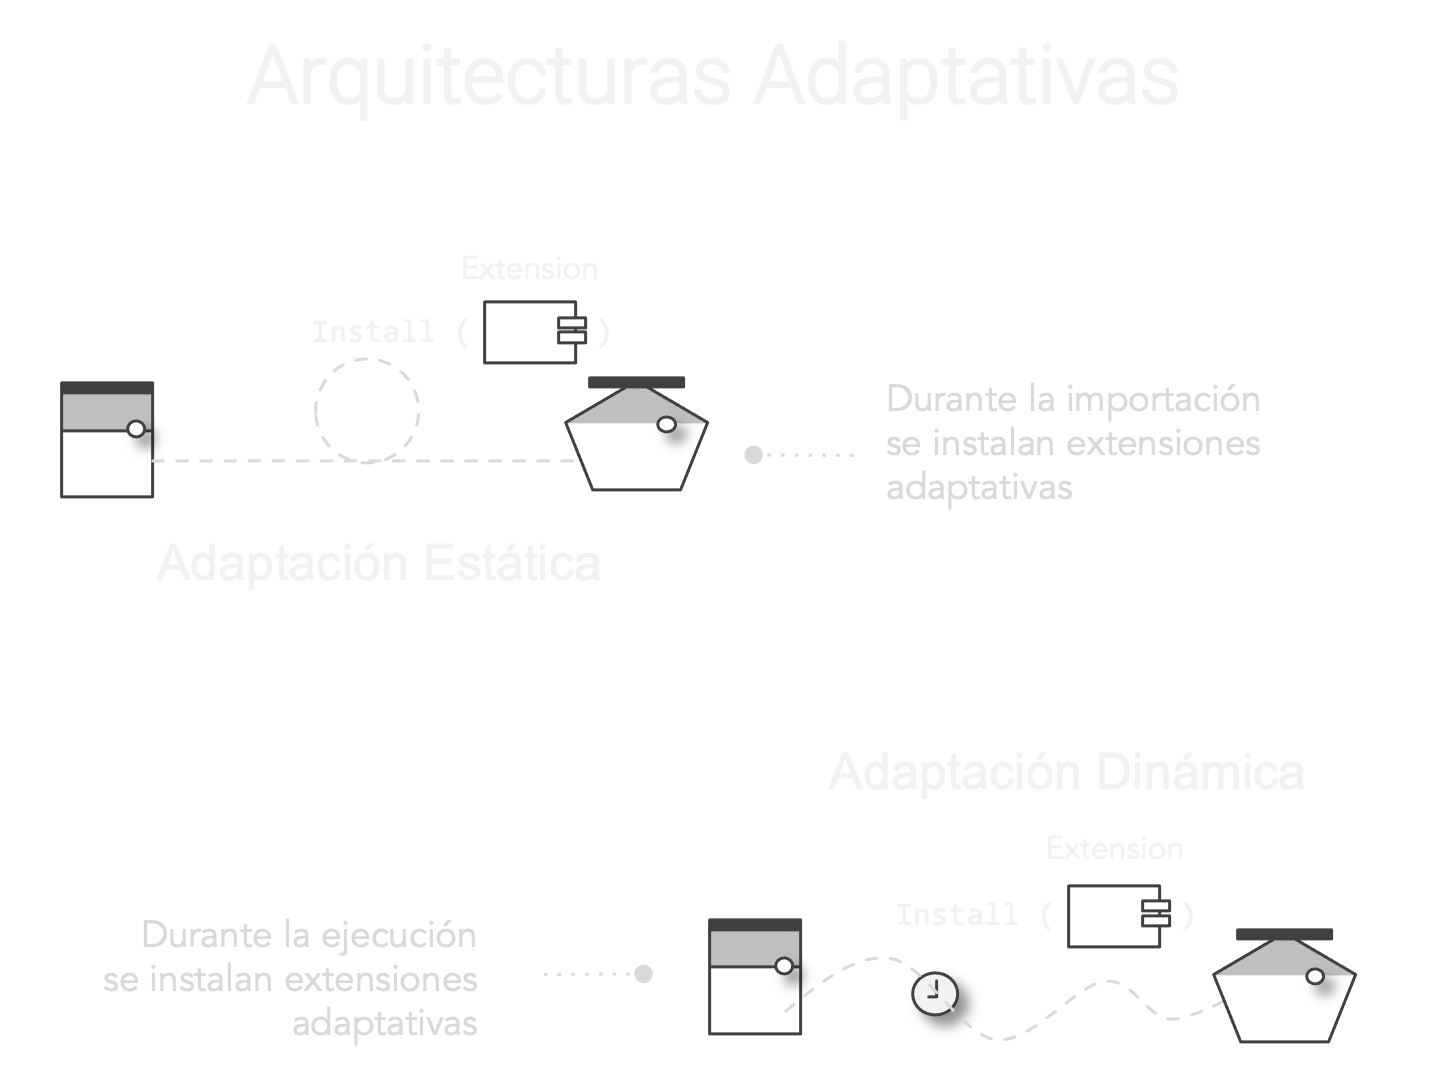 Arquitecturas Adaptativas
Extension
Install ( )
Durante la importación
se instalan extensiones
adaptativas
Adaptación Estática
Adaptación Dinámica
Extension
Install ( )
Durante la ejecución
se instalan extensiones
adaptativas